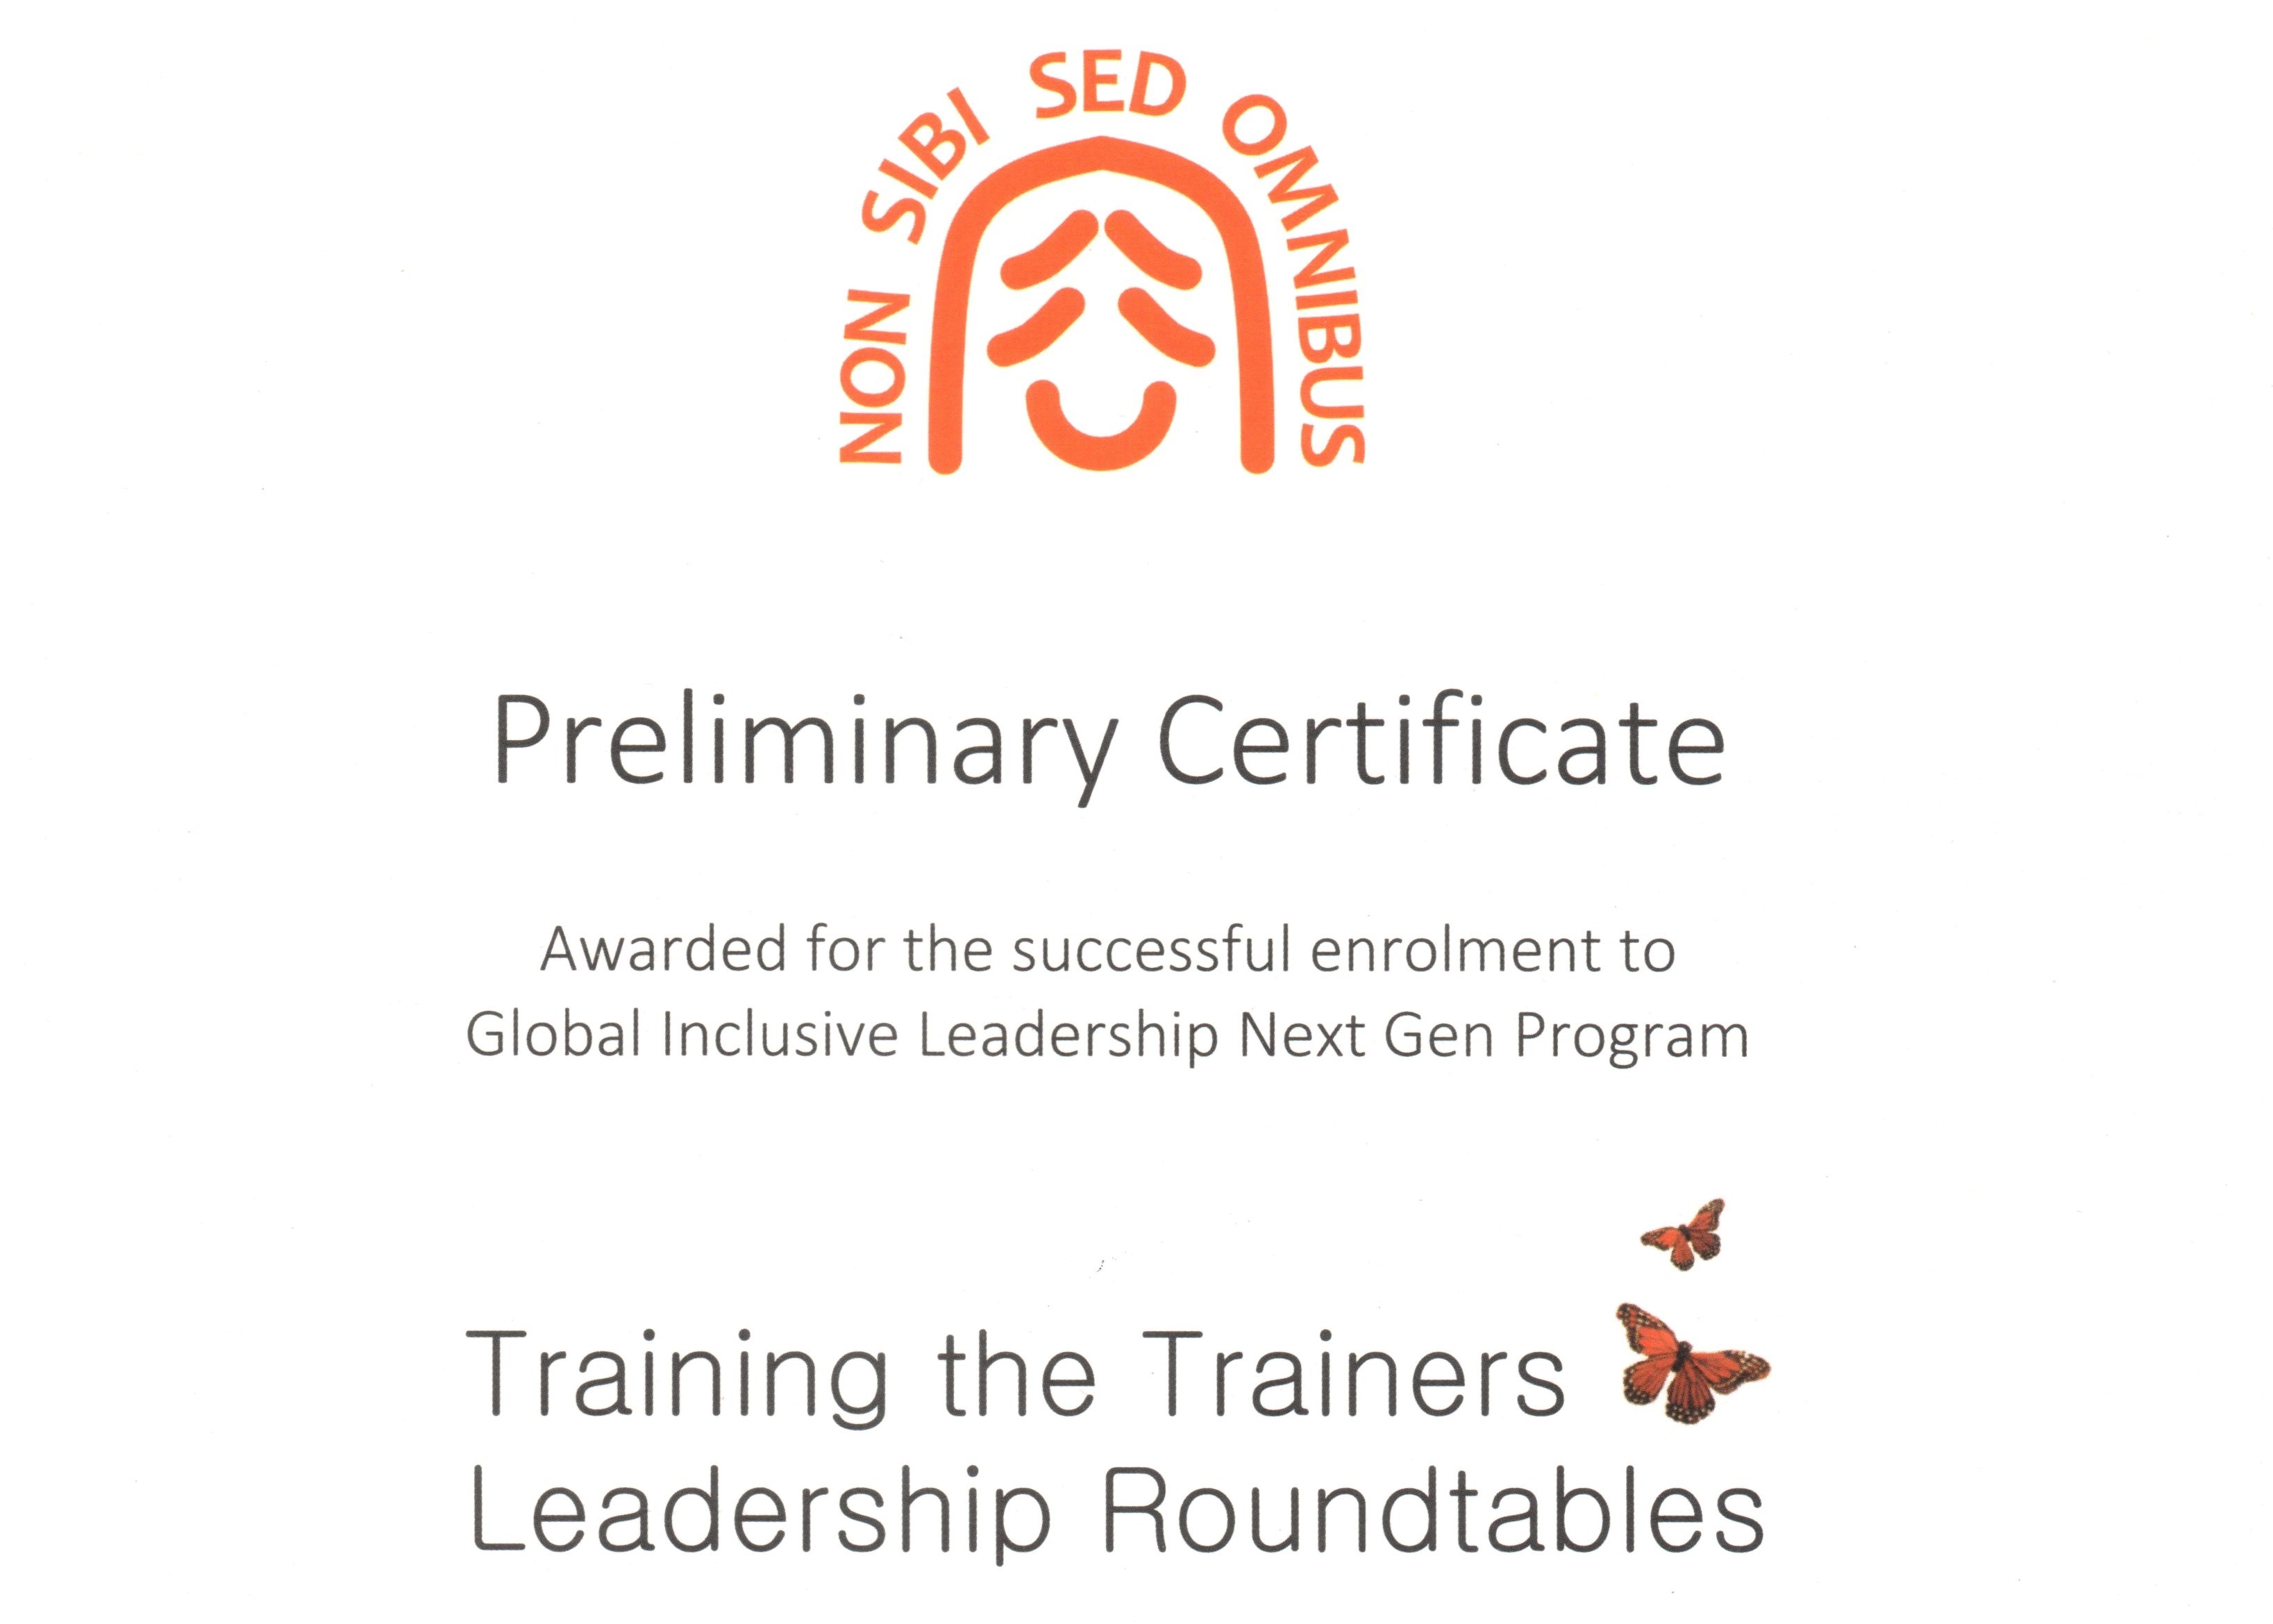 NON SIBI SED OMNIBUS
Preliminary Certificate
Awarded for the successful enrolment to
Global Inclusive Leadership Next Gen Program
Training the Trainers
Leadership Roundtables